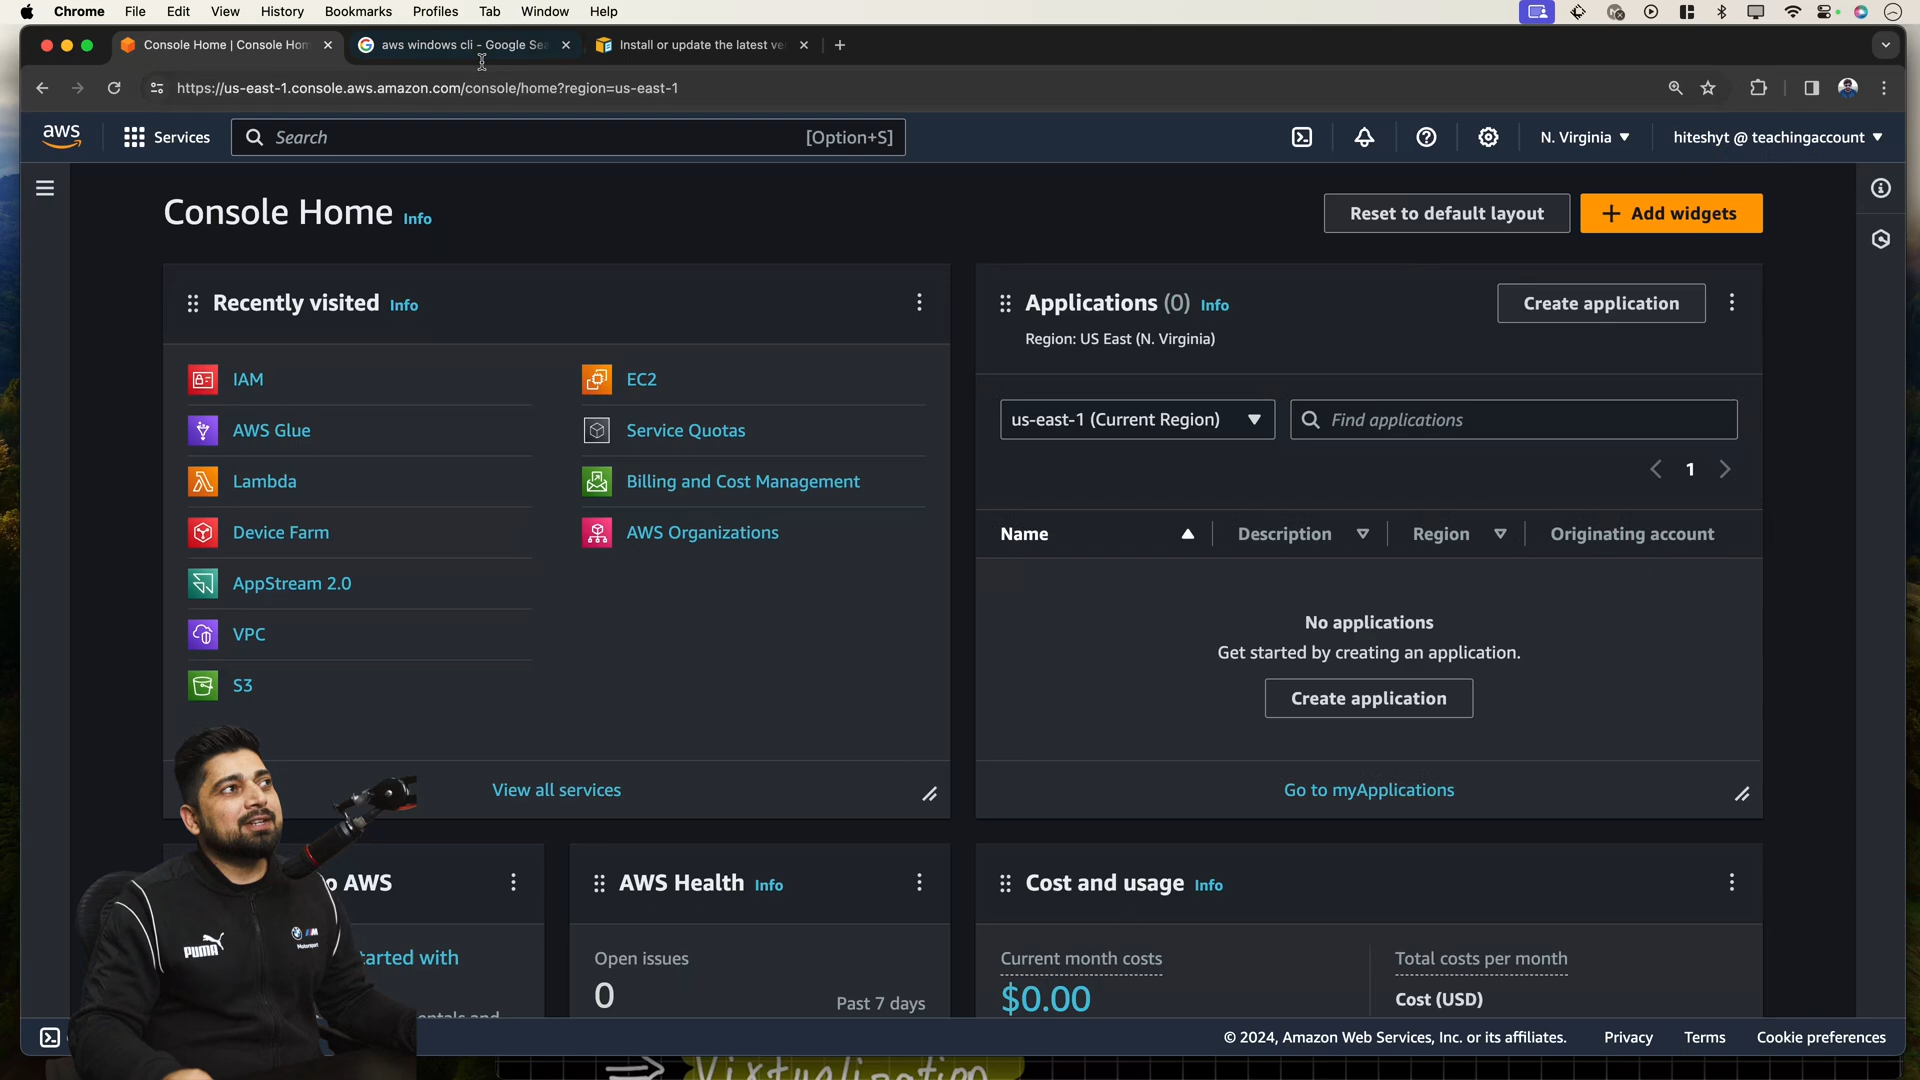 Chrome File Edit View History Bookmarks Profiles Tab Window Help
Console Home | Console Hom
aws windows cli - Google Sea
Install or update the latest ve
https://us-east-1.console.aws.amazon.com/console/home?region=us-east-1
aws Services Search [Option+S] N. Virginia hiteshyt @ teachingaccount
Console Home Info
Reset to default layout
Add widgets
Recently visited Info
IAM
AWS Glue
Lambda
Device Farm
AppStream 2.0
VPC
S3
EC2
Service Quotas
Billing and Cost Management
AWS Organizations
View all services
Applications (0) Info
Region: US East (N. Virginia)
Create application
us-east-1 (Current Region) Find applications
1
Name Description Region Originating account
No applications
Get started by creating an application.
Create application
Go to myApplications
o AWS
tarted with
AWS Health Info
Open issues
0
Past 7 days
Cost and usage Info
Current month costs
$0.00
Total costs per month
Cost (USD)
PUMA
Motorsport
© 2024, Amazon Web Services, Inc. or its affiliates. Privacy Terms Cookie preferences